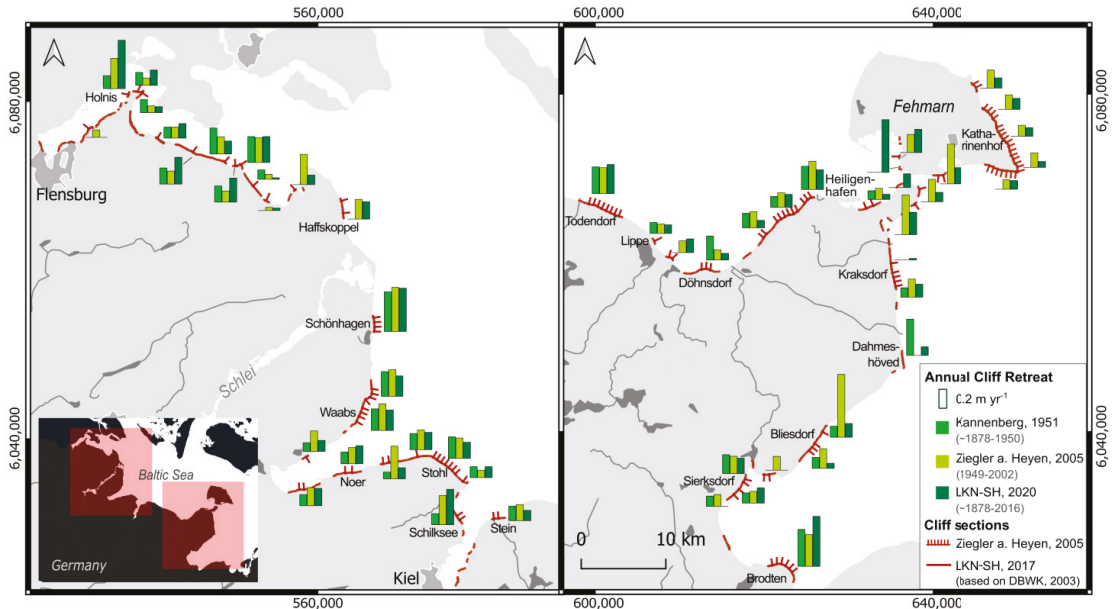 560,000
600,000
640,000
6,080,000
6,080,000
Holnis
Flensburg
Haffskoppel
Schönhagen
Schlei
Waabs
6,040,000
6,040,000
Noer
Stohl
Schilksee
Stein
Kiel
Baltic Sea
Germany
560,000
Fehmarn
Katha-
rinenhof
Heiligen-
hafen
Todendorf
Lippe
Döhnsdorf
Kraksdorf
Dahmes-
höved
Bliesdorf
Sierksdorf
Brodten
0 10 km
600,000
640,000
Annual Cliff Retreat
0.2 m yr⁻¹
Kannenberg, 1951
(~1878-1950)
Ziegler a. Heyen, 2005
(1949-2002)
LKN-SH, 2020
(~1878-2016)
Cliff sections
Ziegler a. Heyen, 2005
LKN-SH, 2017
(based on DBWK, 2003)